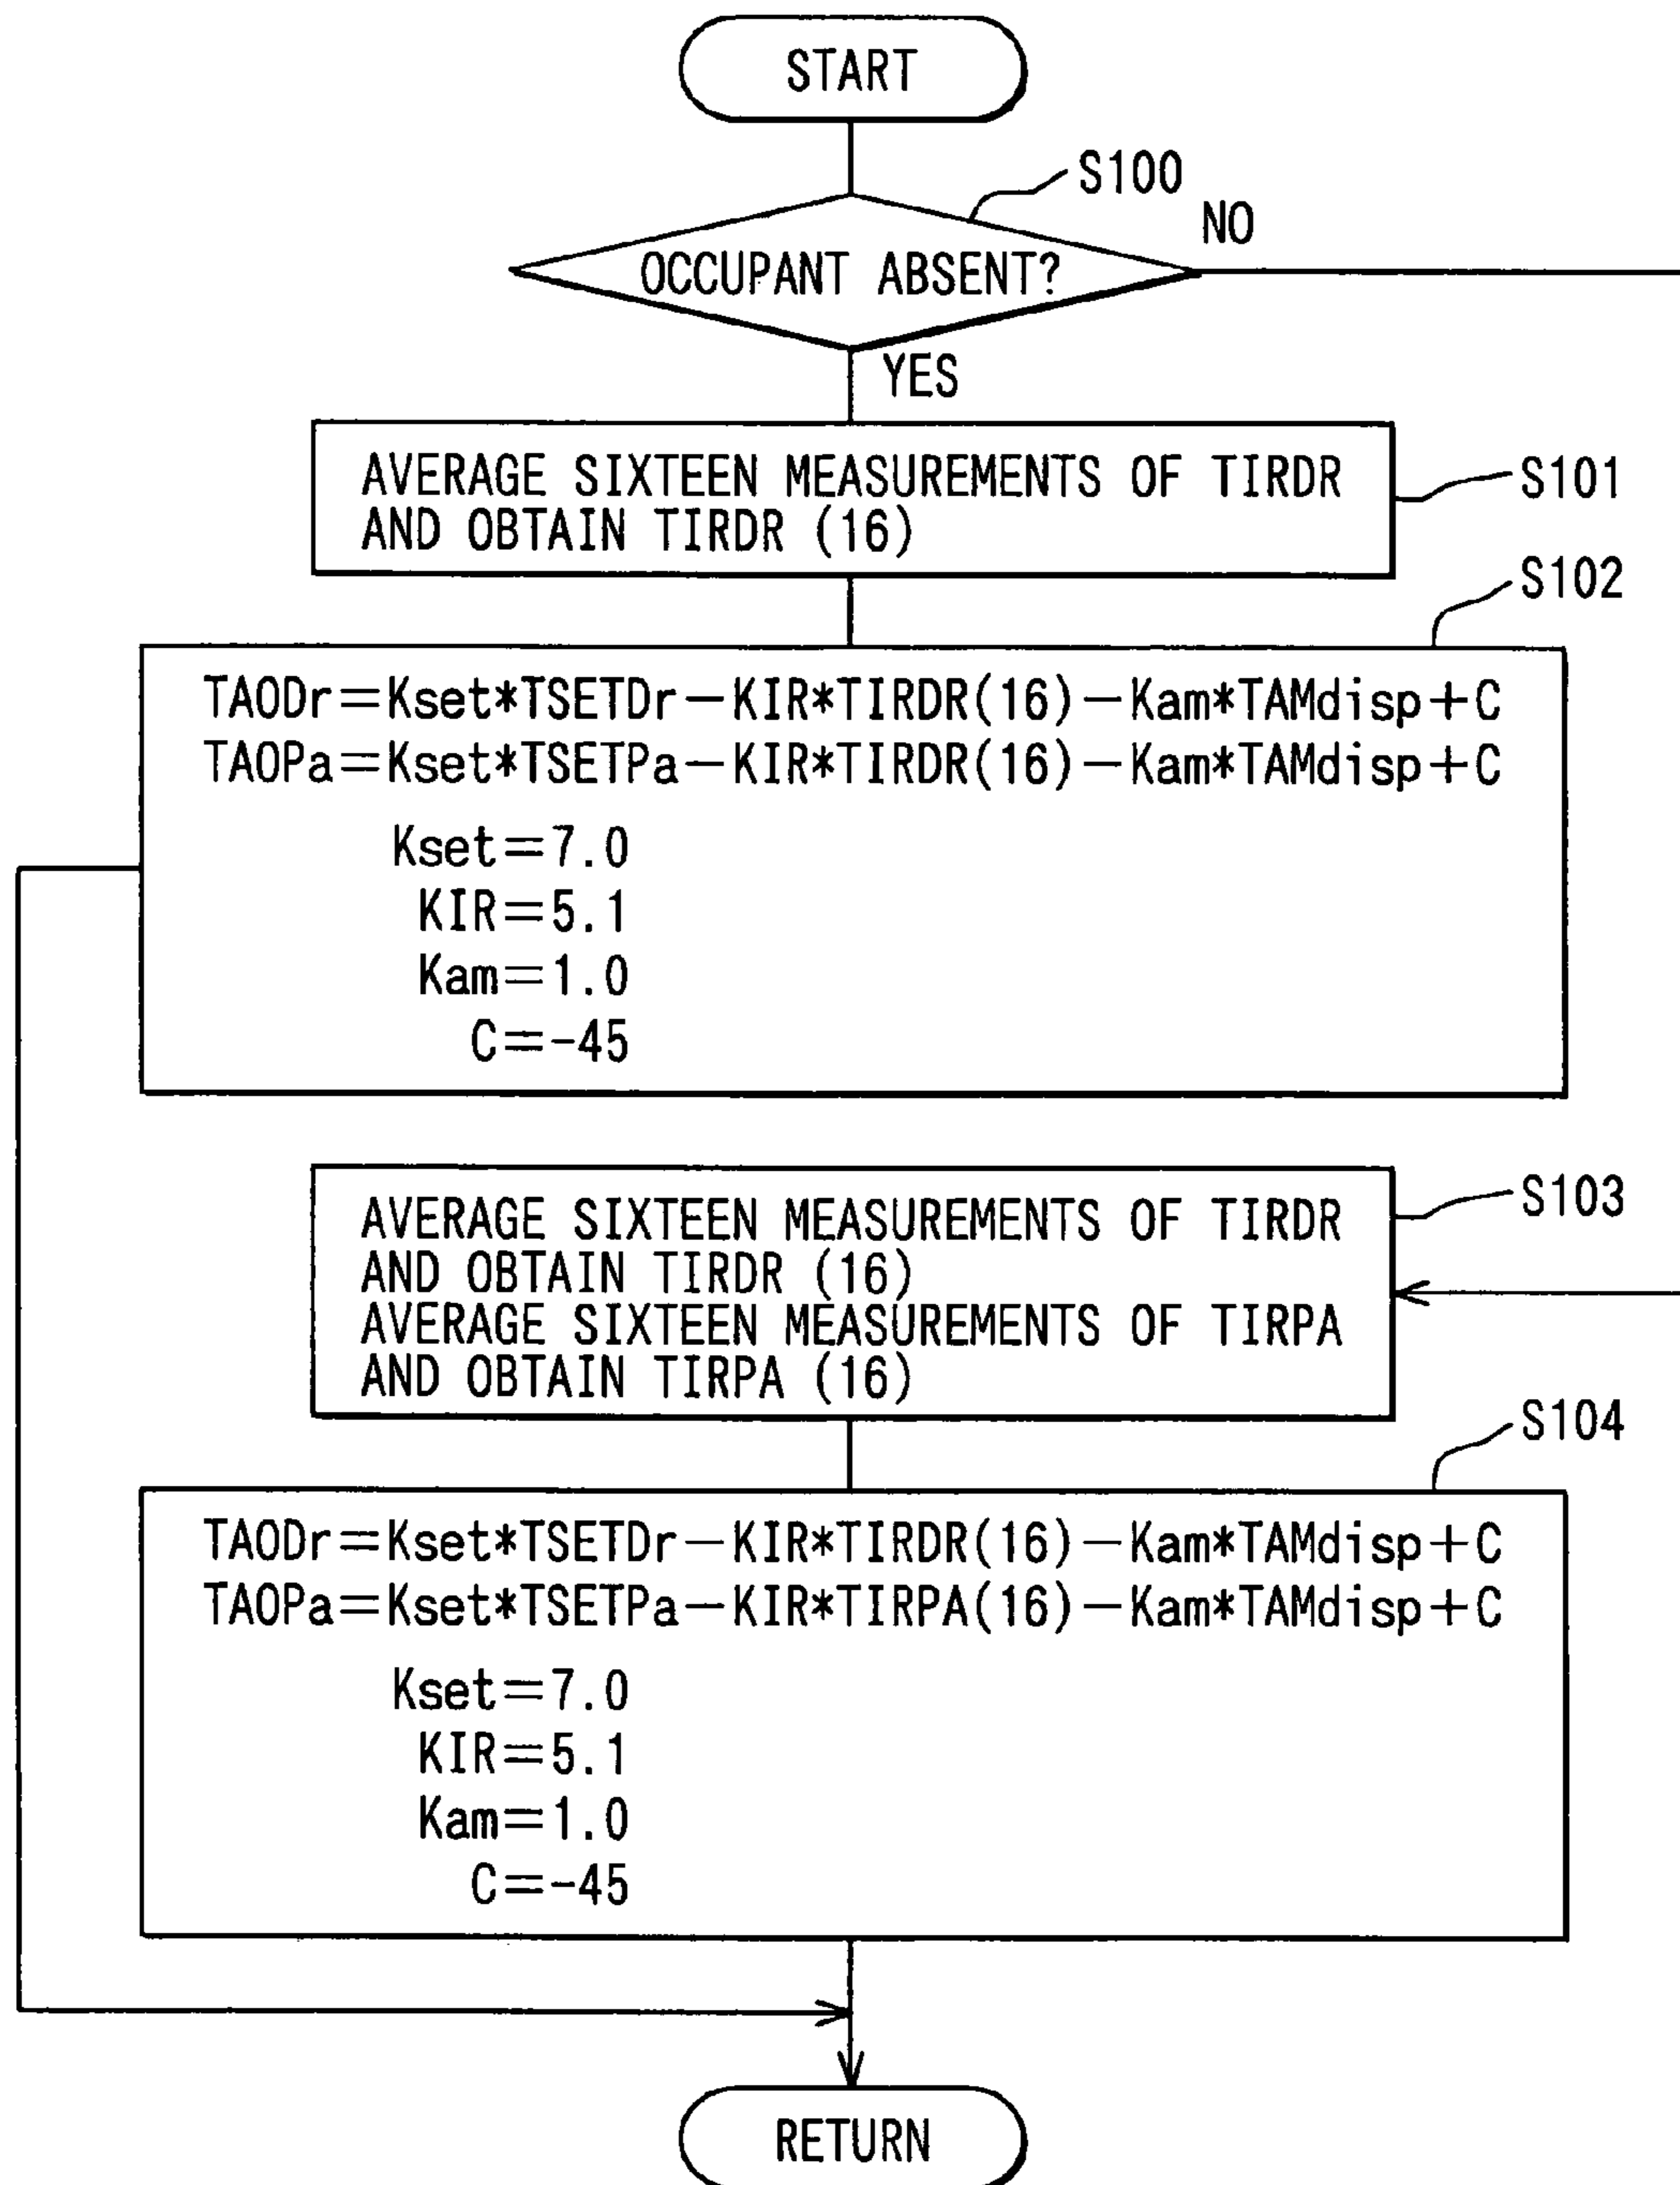 START
S100
NO
OCCUPANT ABSENT?
YES
AVERAGE SIXTEEN MEASUREMENTS OF TIRDR
AND OBTAIN TIRDR (16)
S101
S102
TAODr=Kset*TSETDr-KIR*TIRDR(16)-Kam*TAMdisp+C
TAOPa=Kset*TSETPa-KIR*TIRDR(16)-Kam*TAMdisp+C
Kset=7.0
KIR=5.1
Kam=1.0
C=-45
S103
AVERAGE SIXTEEN MEASUREMENTS OF TIRDR
AND OBTAIN TIRDR (16)
AVERAGE SIXTEEN MEASUREMENTS OF TIRPA
AND OBTAIN TIRPA (16)
S104
TAODr=Kset*TSETDr-KIR*TIRDR(16)-Kam*TAMdisp+C
TAOPa=Kset*TSETPa-KIR*TIRPA(16)-Kam*TAMdisp+C
Kset=7.0
KIR=5.1
Kam=1.0
C=-45
RETURN